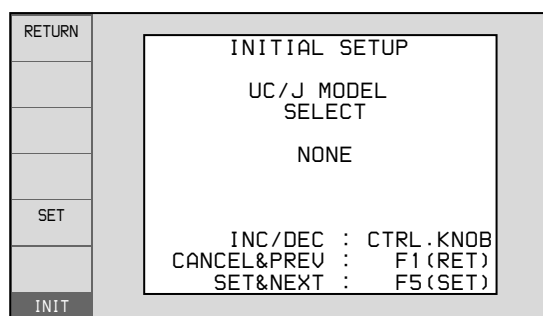 RETURN
SET
INIT
INITIAL SETUP
UC/J MODEL
SELECT
NONE
INC/DEC : CTRL.KNOB
CANCEL&PREV : F1(RET)
SET&NEXT : F5(SET)